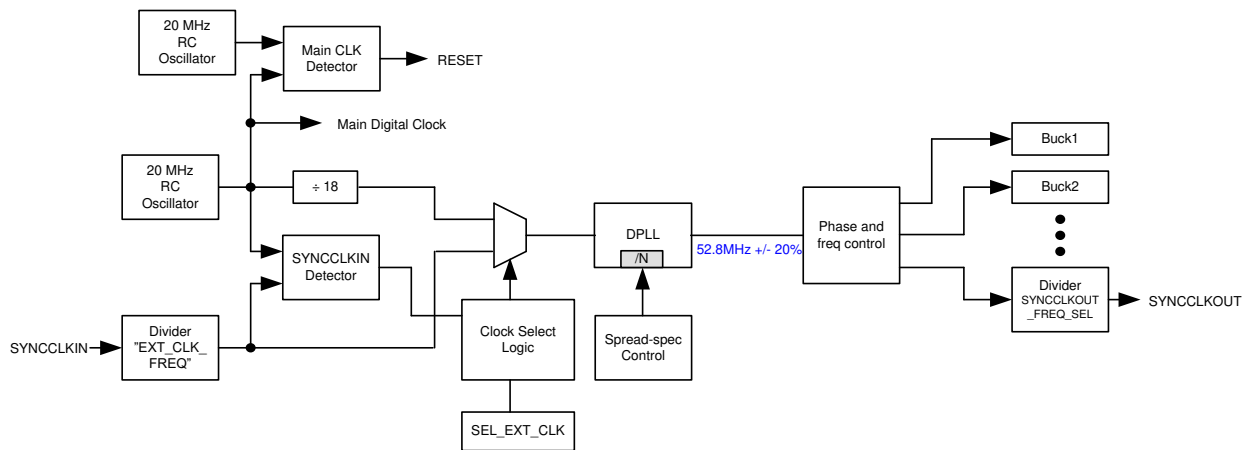 20 MHz
RC
Oscillator
Main CLK
Detector
RESET
Main Digital Clock
20 MHz
RC
Oscillator
÷ 18
SYNCCLKIN
Detector
SYNCCLKIN
Divider
"EXT_CLK_
FREQ"
Clock Select
Logic
SEL_EXT_CLK
DPLL
/N
Spread-spec
Control
52.8MHz +/- 20%
Phase and
freq control
Buck1
Buck2
Divider
SYNCCLKOUT
_FREQ_SEL
SYNCCLKOUT